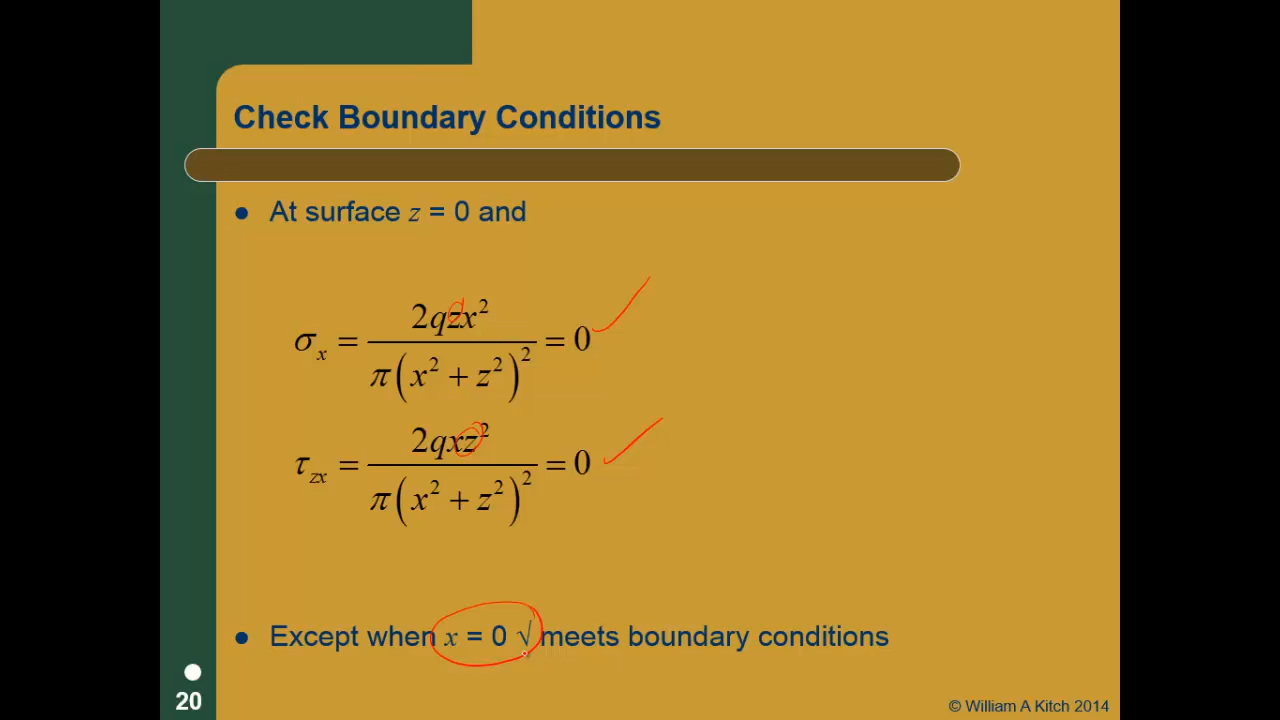 Check Boundary Conditions
● At surface z = 0 and
σₓ = 2qzx² / π(x² + z²)² = 0 ✓
τ_zx = 2qxz² / π(x² + z²)² = 0 ✓
● Except when x = 0 √ meets boundary conditions
20
© William A Kitch 2014